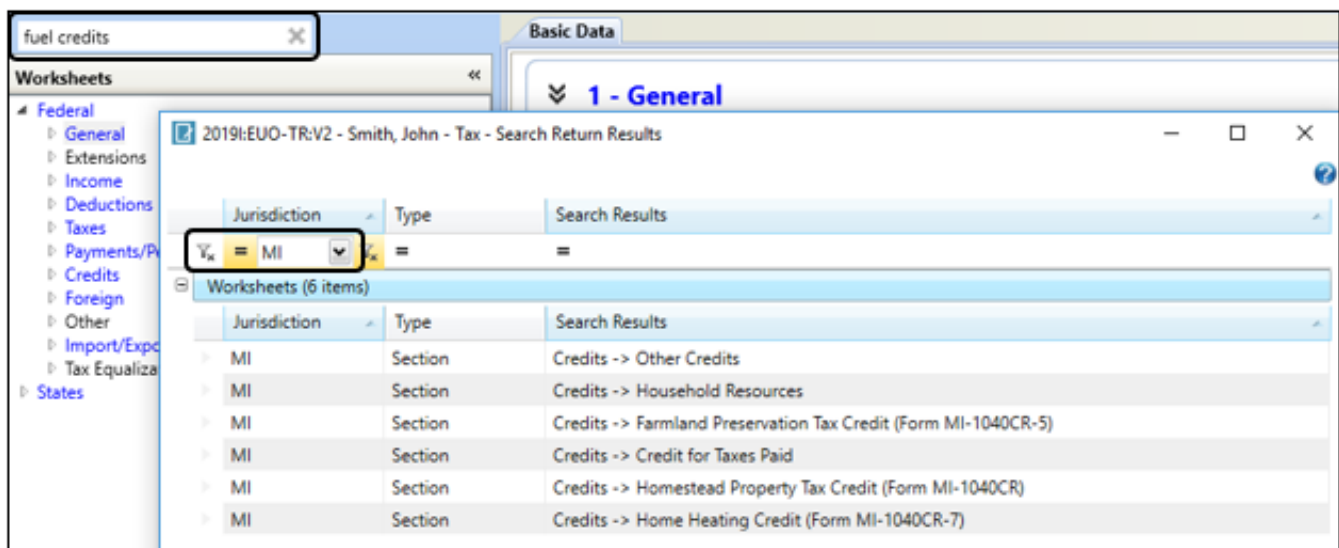 fuel credits
Basic Data
Worksheets
1 - General
Federal
General
Extensions
Income
Deductions
Taxes
Payments/
Credits
Foreign
Other
Import/
Tax
States
2019I:EUO-TR:V2 - Smith, John - Tax - Search Return Results
Jurisdiction Type Search Results
= MI = =
Worksheets (6 items)
Jurisdiction Type Search Results
MI Section Credits -> Other Credits
MI Section Credits -> Household Resources
MI Section Credits -> Farmland Preservation Tax Credit (Form MI-1040CR-5)
MI Section Credits -> Credit for Taxes Paid
MI Section Credits -> Homestead Property Tax Credit (Form MI-1040CR)
MI Section Credits -> Home Heating Credit (Form MI-1040CR-7)